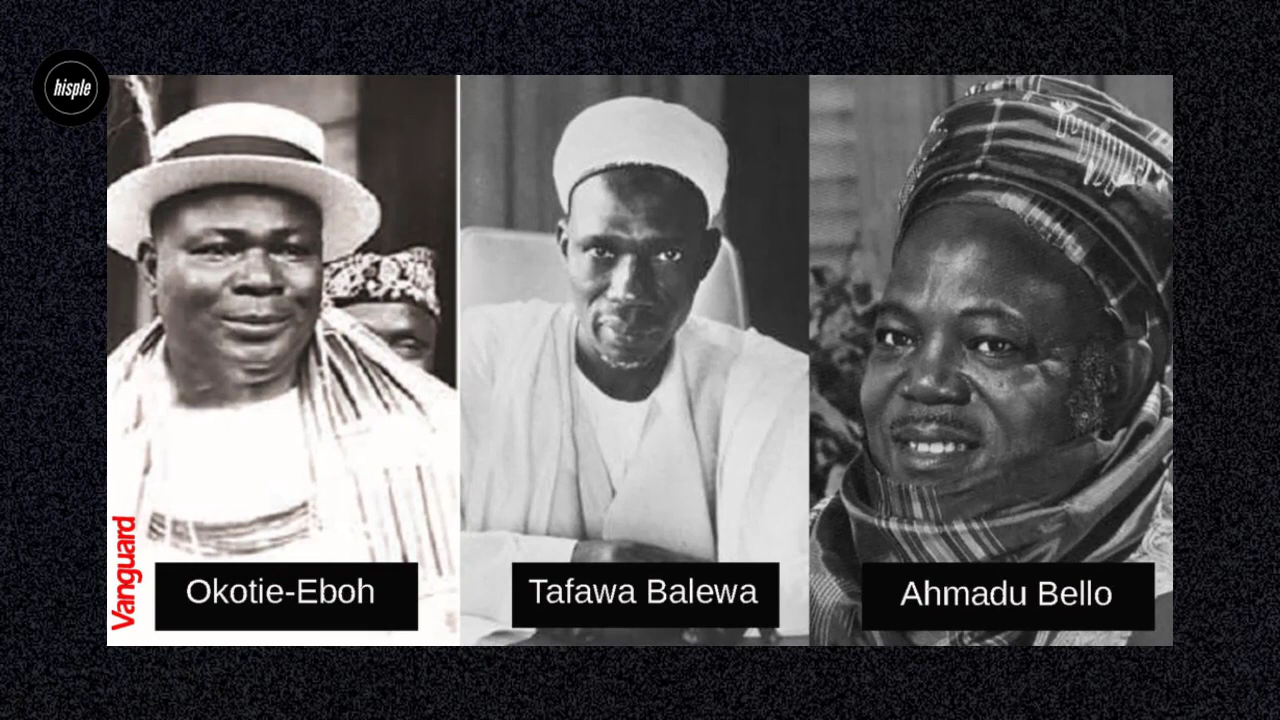 hisple
Vanguard
Okotie-Eboh
Tafawa Balewa
Ahmadu Bello